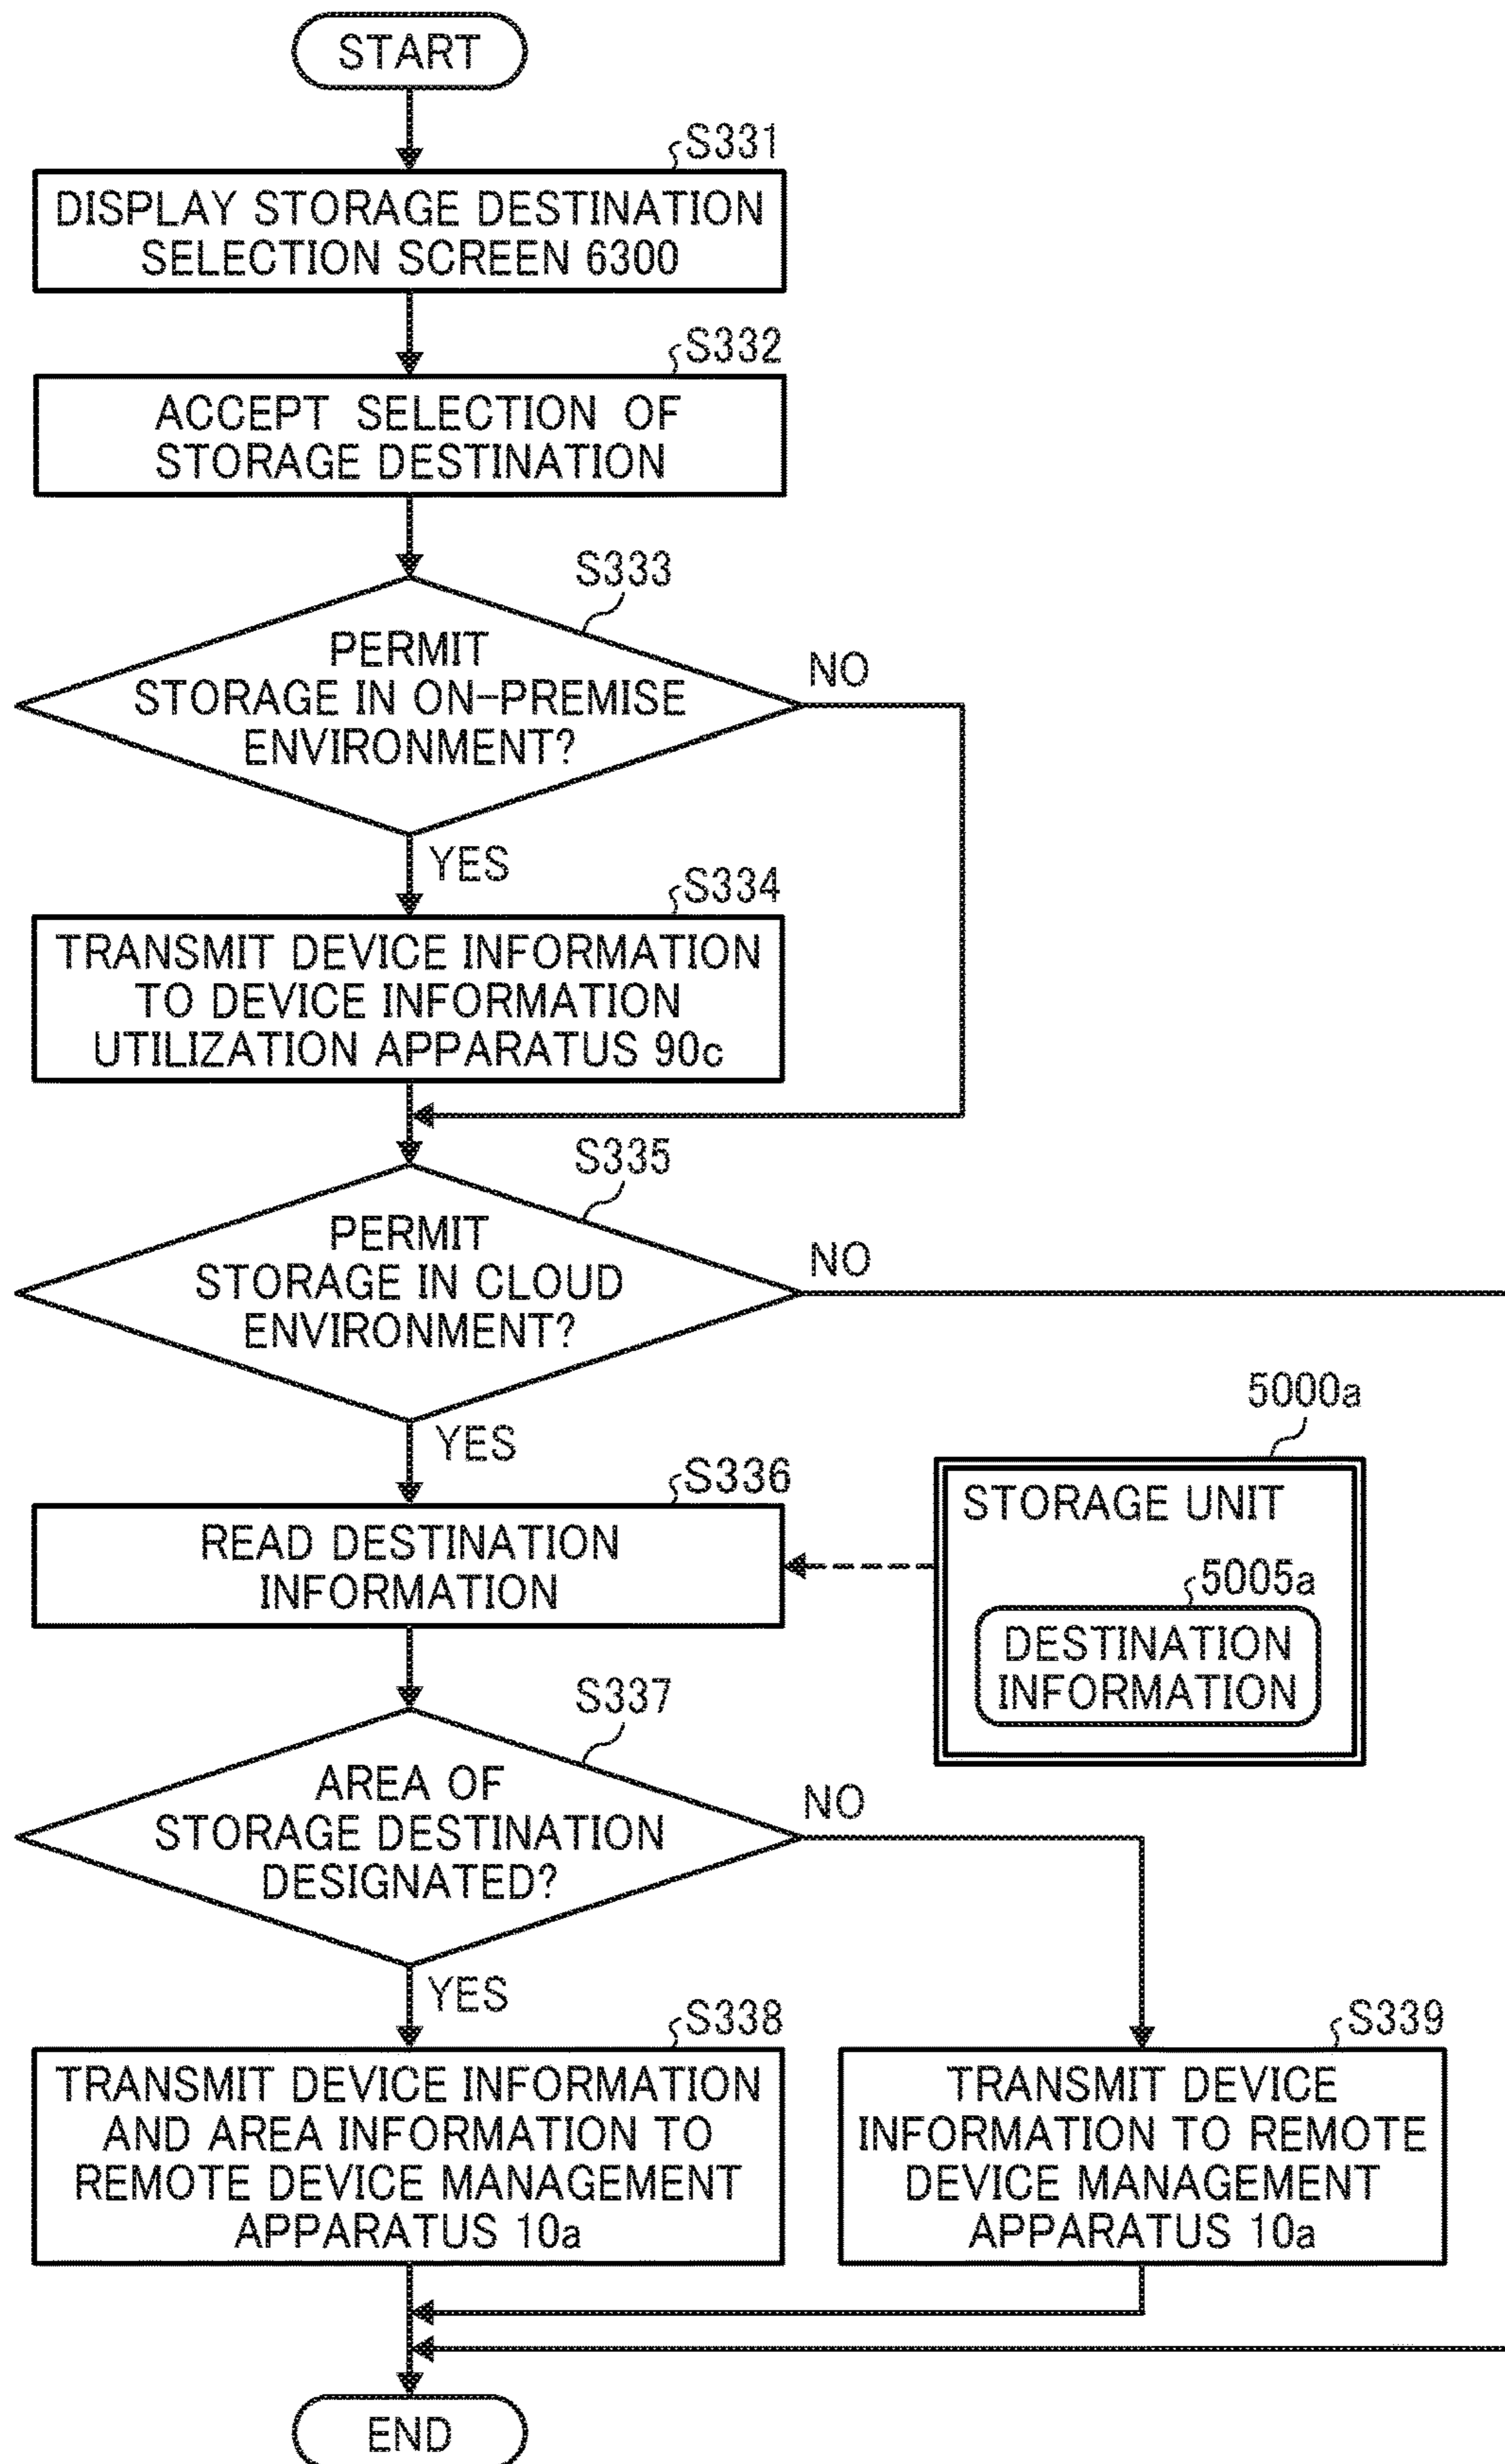 START
S331
DISPLAY STORAGE DESTINATION
SELECTION SCREEN 6300
S332
ACCEPT SELECTION OF
STORAGE DESTINATION
S333
PERMIT
STORAGE IN ON-PREMISE
ENVIRONMENT?
NO
YES
S334
TRANSMIT DEVICE INFORMATION
TO DEVICE INFORMATION
UTILIZATION APPARATUS 90c
S335
PERMIT
STORAGE IN CLOUD
ENVIRONMENT?
NO
YES
S336
READ DESTINATION
INFORMATION
5000a
STORAGE UNIT
5005a
DESTINATION
INFORMATION
S337
AREA OF
STORAGE DESTINATION
DESIGNATED?
NO
YES
S338
TRANSMIT DEVICE INFORMATION
AND AREA INFORMATION TO
REMOTE DEVICE MANAGEMENT
APPARATUS 10a
S339
TRANSMIT DEVICE
INFORMATION TO REMOTE
DEVICE MANAGEMENT
APPARATUS 10a
END